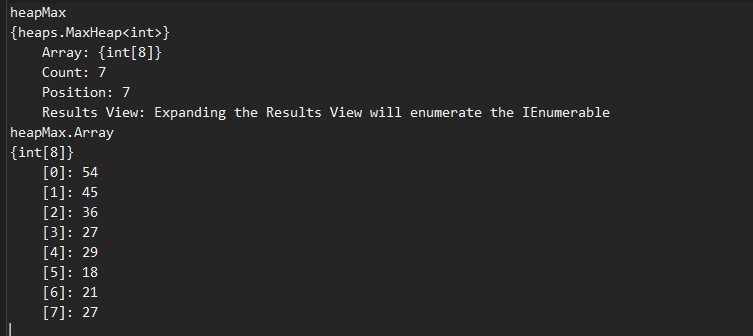 heapMax
{heaps.MaxHeap<int>}
    Array: {int[8]}
    Count: 7
    Position: 7
    Results View: Expanding the Results View will enumerate the IEnumerable
heapMax.Array
{int[8]}
    [0]: 54
    [1]: 45
    [2]: 36
    [3]: 27
    [4]: 29
    [5]: 18
    [6]: 21
    [7]: 27